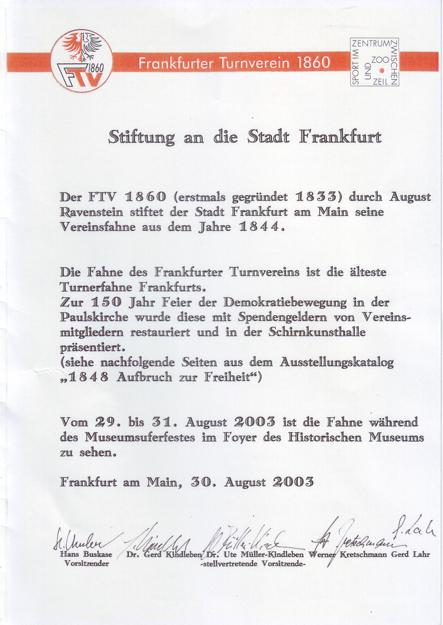 FTV 1860
Frankfurter Turnverein 1860
SPORT IM ZENTRUM ZWISCHEN ZOO UND ZEIL
Stiftung an die Stadt Frankfurt
Der FTV 1860 (erstmals gegründet 1833) durch August
Ravenstein stiftet der Stadt Frankfurt am Main seine
Vereinsfahne aus dem Jahre 1844.
Die Fahne des Frankfurter Turnvereins ist die älteste
Turnerfahne Frankfurts.
Zur 150 Jahr Feier der Demokratiebewegung in der
Paulskirche wurde diese mit Spendengeldern von Vereins-
mitgliedern restauriert und in der Schirnkunsthalle
präsentiert.
(siehe nachfolgende Seiten aus dem Ausstellungskatalog
„1848 Aufbruch zur Freiheit“)
Vom 29. bis 31. August 2003 ist die Fahne während
des Museumsuferfestes im Foyer des Historischen Museums
zu sehen.
Frankfurt am Main, 30. August 2003
Hans Buskase Dr. Gerd Kindleben Dr. Ute Müller-Kindleben Werner Kretschmann Gerd Lahr
Vorsitzender -stellvertretende Vorsitzende-